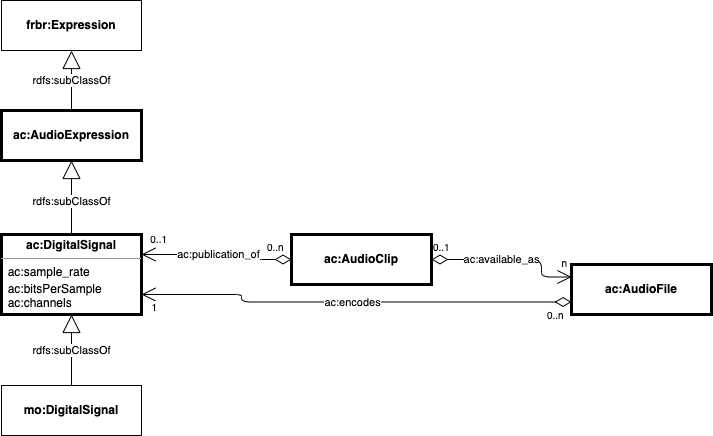 frbr:Expression
rdfs:subClassOf
ac:AudioExpression
rdfs:subClassOf
ac:DigitalSignal
ac:sample_rate
ac:bitsPerSample
ac:channels
0..1
ac:publication_of
0..n
ac:AudioClip
0..1
ac:available_as
n
ac:AudioFile
1
ac:encodes
0..n
rdfs:subClassOf
mo:DigitalSignal